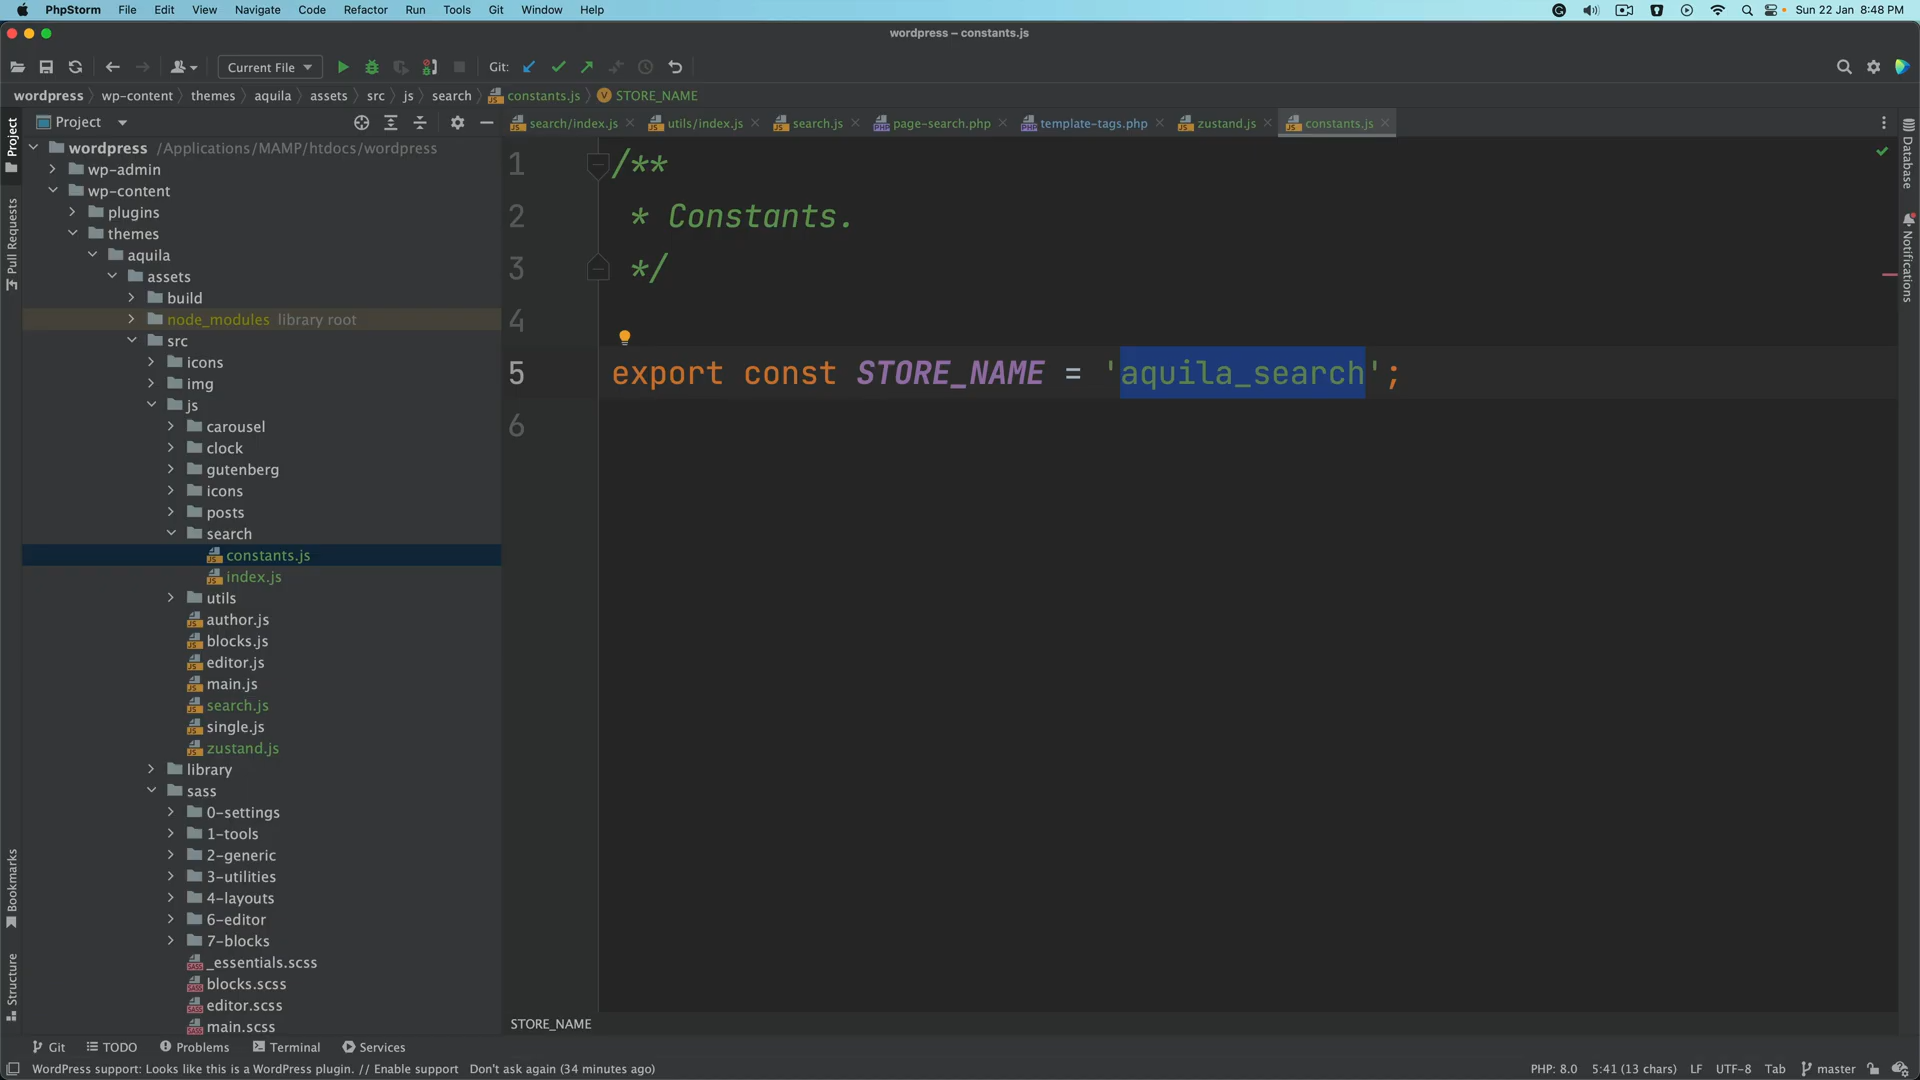 PhpStorm File Edit View Navigate Code Refactor Run Tools Git Window Help Sun 22 Jan 8:48 PM
wordpress – constants.js
Current File Git:
wordpress wp-content themes aquila assets src js search constants.js STORE_NAME
Project search/index.js utils/index.js search.js page-search.php template-tags.php zustand.js constants.js
Project
Pull Requests
Bookmarks
Structure
wordpress /Applications/MAMP/htdocs/wordpress
wp-admin
wp-content
plugins
themes
aquila
assets
build
node_modules library root
src
icons
img
js
carousel
clock
gutenberg
icons
posts
search
constants.js
index.js
utils
author.js
blocks.js
editor.js
main.js
search.js
single.js
zustand.js
library
sass
0-settings
1-tools
2-generic
3-utilities
4-layouts
6-editor
7-blocks
_essentials.scss
blocks.scss
editor.scss
main.scss
1 /**
2 * Constants.
3 */
4
5 export const STORE_NAME = 'aquila_search';
6
STORE_NAME
Database
Notifications
Git TODO Problems Terminal Services
WordPress support: Looks like this is a WordPress plugin. // Enable support Don't ask again (34 minutes ago) PHP: 8.0 5:41 (13 chars) LF UTF-8 Tab master